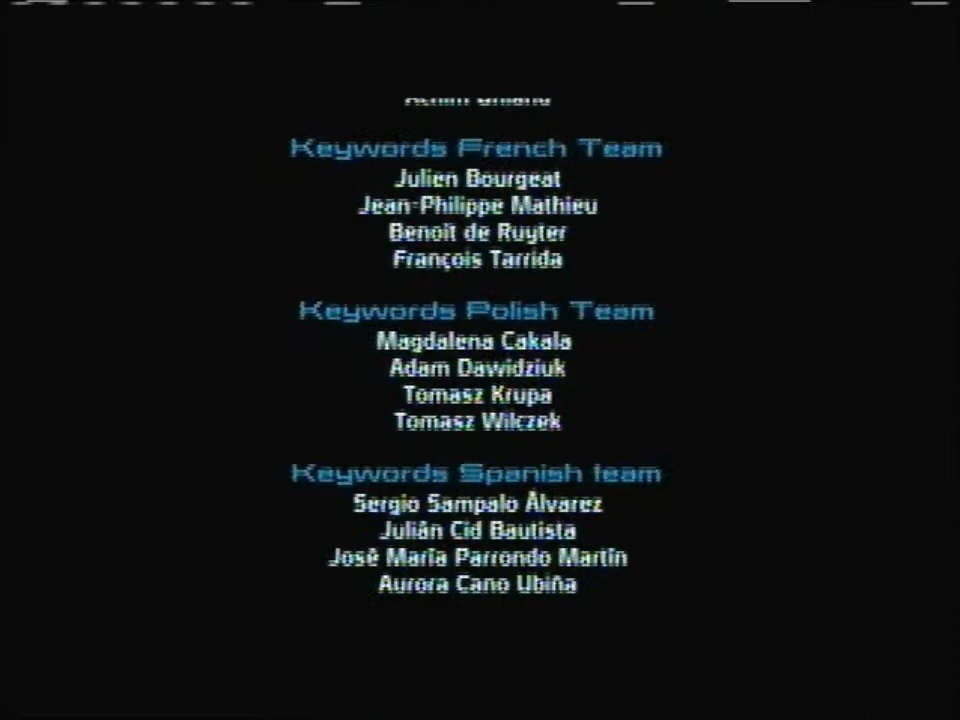 Keywords French Team
Julien Bourgeat
Jean-Philippe Mathieu
Benoît de Ruyter
François Tarrida
Keywords Polish Team
Magdalena Cakala
Adam Dawidziuk
Tomasz Krupa
Tomasz Wilczek
Keywords Spanish team
Sergio Sampalo Álvarez
Julián Cid Bautista
José María Parrondo Martín
Aurora Cano Ubiña